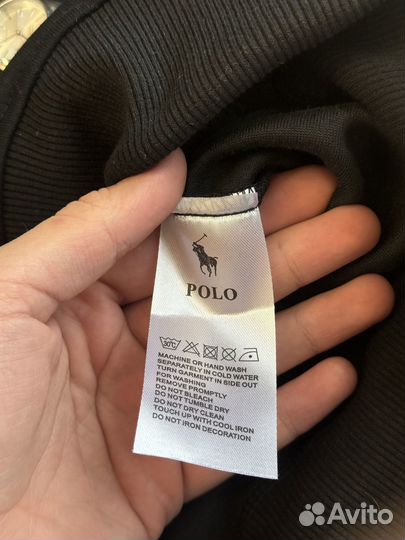 POLO
30°C
MACHINE OR HAND WASH
SEPARATELY IN COLD WATER
TURN GARMENT IN SIDE OUT
FOR WASHING
REMOVE PROMPTLY
DO NOT BLEACH
DO NOT TUMBLE DRY
DO NOT DRY CLEAN
TOUCH UP WITH COOL IRON
DO NOT IRON DECORATION
Avito